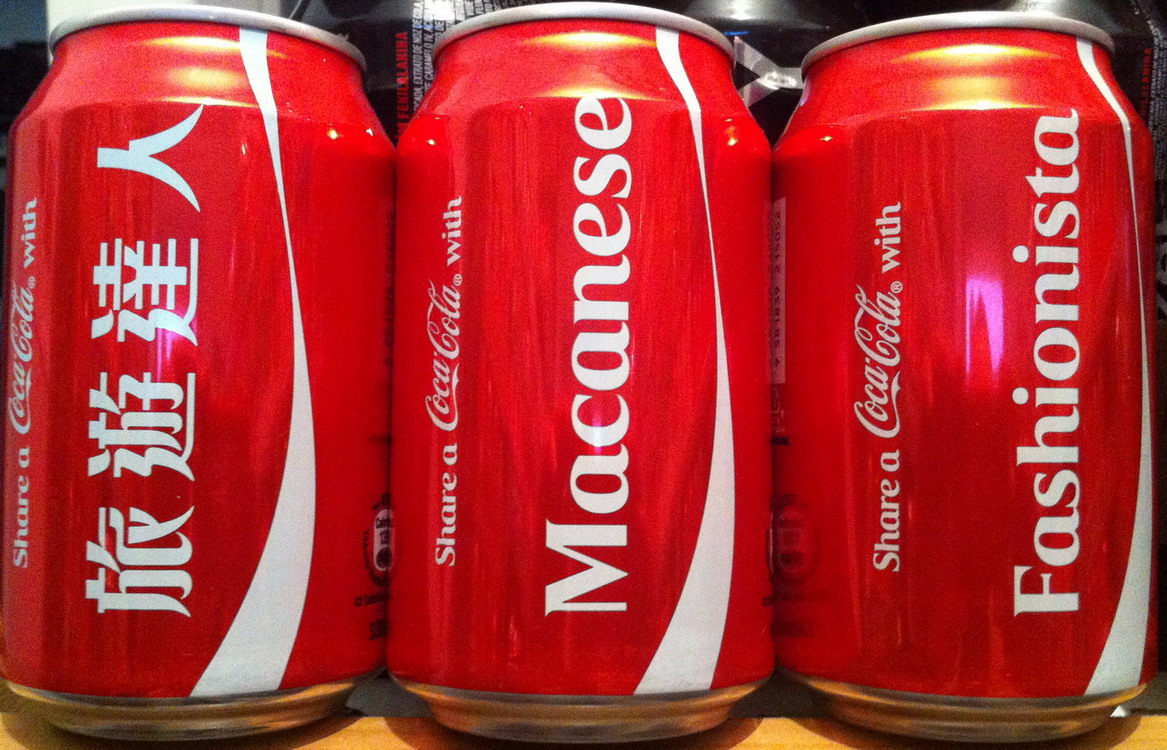 Share a Coca-Cola® with
旅遊達人
Share a Coca-Cola® with
Macanese
Share a Coca-Cola® with
Fashionista